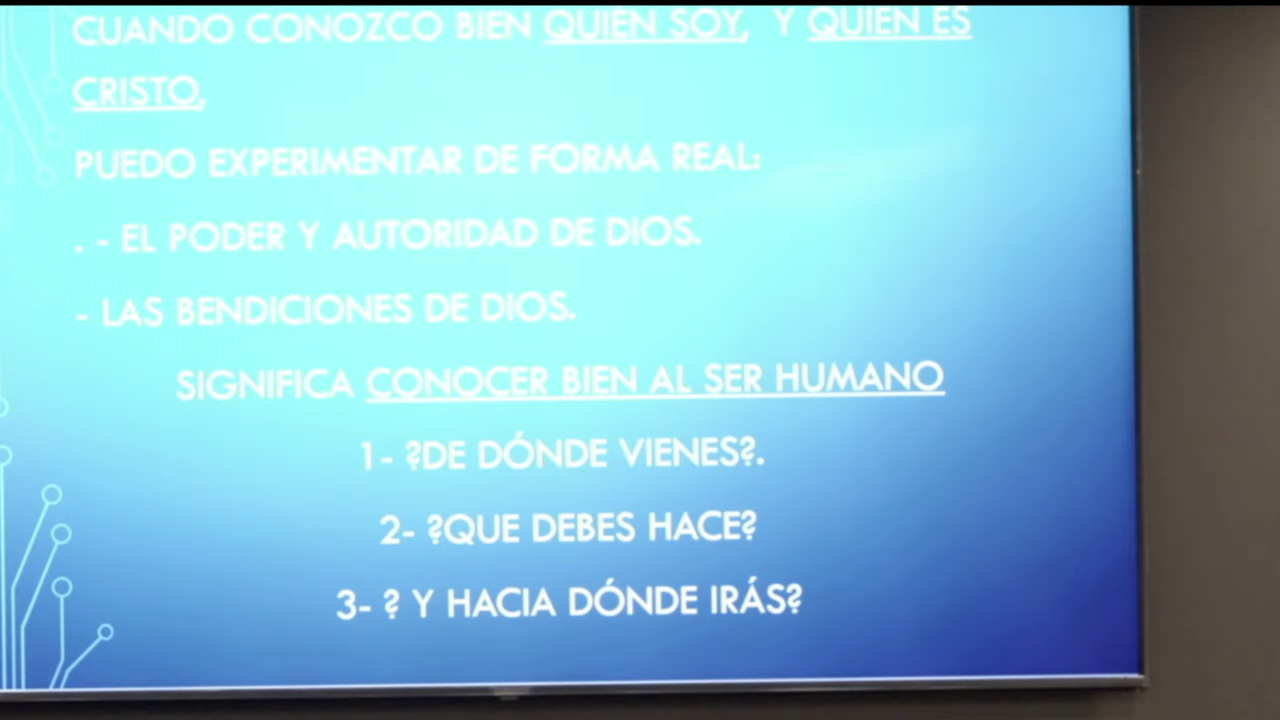 CUANDO CONOZCO BIEN QUIEN SOY, Y QUIEN ES
CRISTO,
PUEDO EXPERIMENTAR DE FORMA REAL:
. - EL PODER Y AUTORIDAD DE DIOS.
- LAS BENDICIONES DE DIOS.
SIGNIFICA CONOCER BIEN AL SER HUMANO
1- ?DE DÓNDE VIENES?.
2- ?QUE DEBES HACE?
3- ? Y HACIA DÓNDE IRÁS?